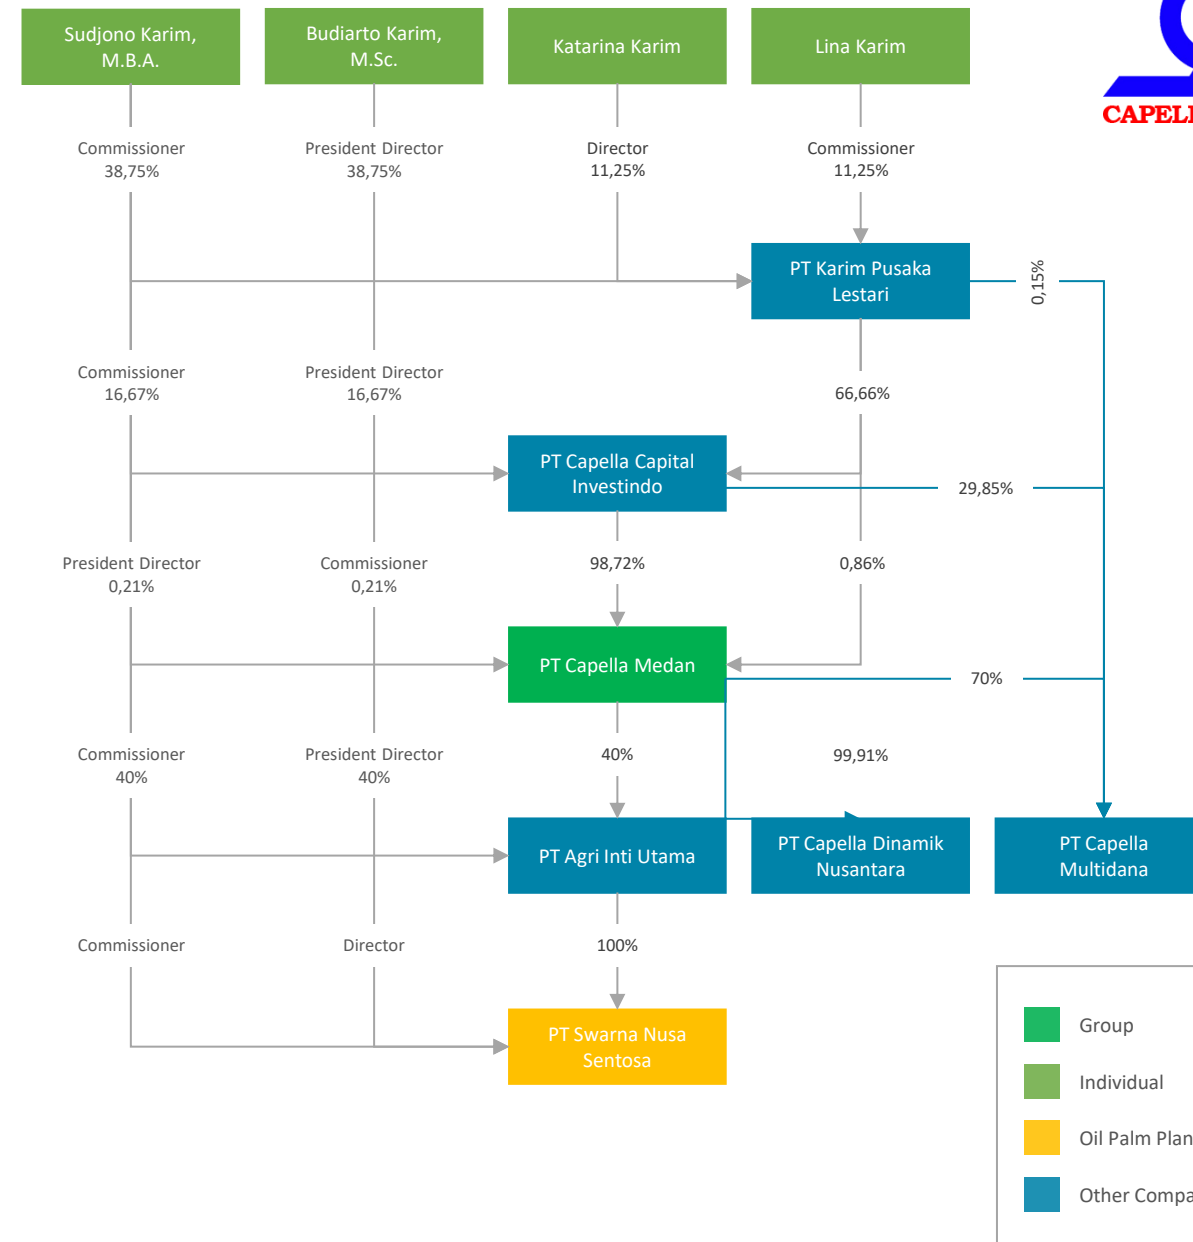 Sudjono Karim,
M.B.A.
Budiarto Karim,
M.Sc.
Katarina Karim
Lina Karim
Commissioner
38,75%
President Director
38,75%
Director
11,25%
Commissioner
11,25%
PT Karim Pusaka
Lestari
0,15%
Commissioner
16,67%
President Director
16,67%
66,66%
PT Capella Capital
Investindo
29,85%
President Director
0,21%
Commissioner
0,21%
98,72%
0,86%
PT Capella Medan
70%
Commissioner
40%
President Director
40%
40%
99,91%
PT Agri Inti Utama
PT Capella Dinamik
Nusantara
PT Capella
Multidana
Commissioner
Director
100%
PT Swarna Nusa
Sentosa
Group
Individual
Oil Palm
Other